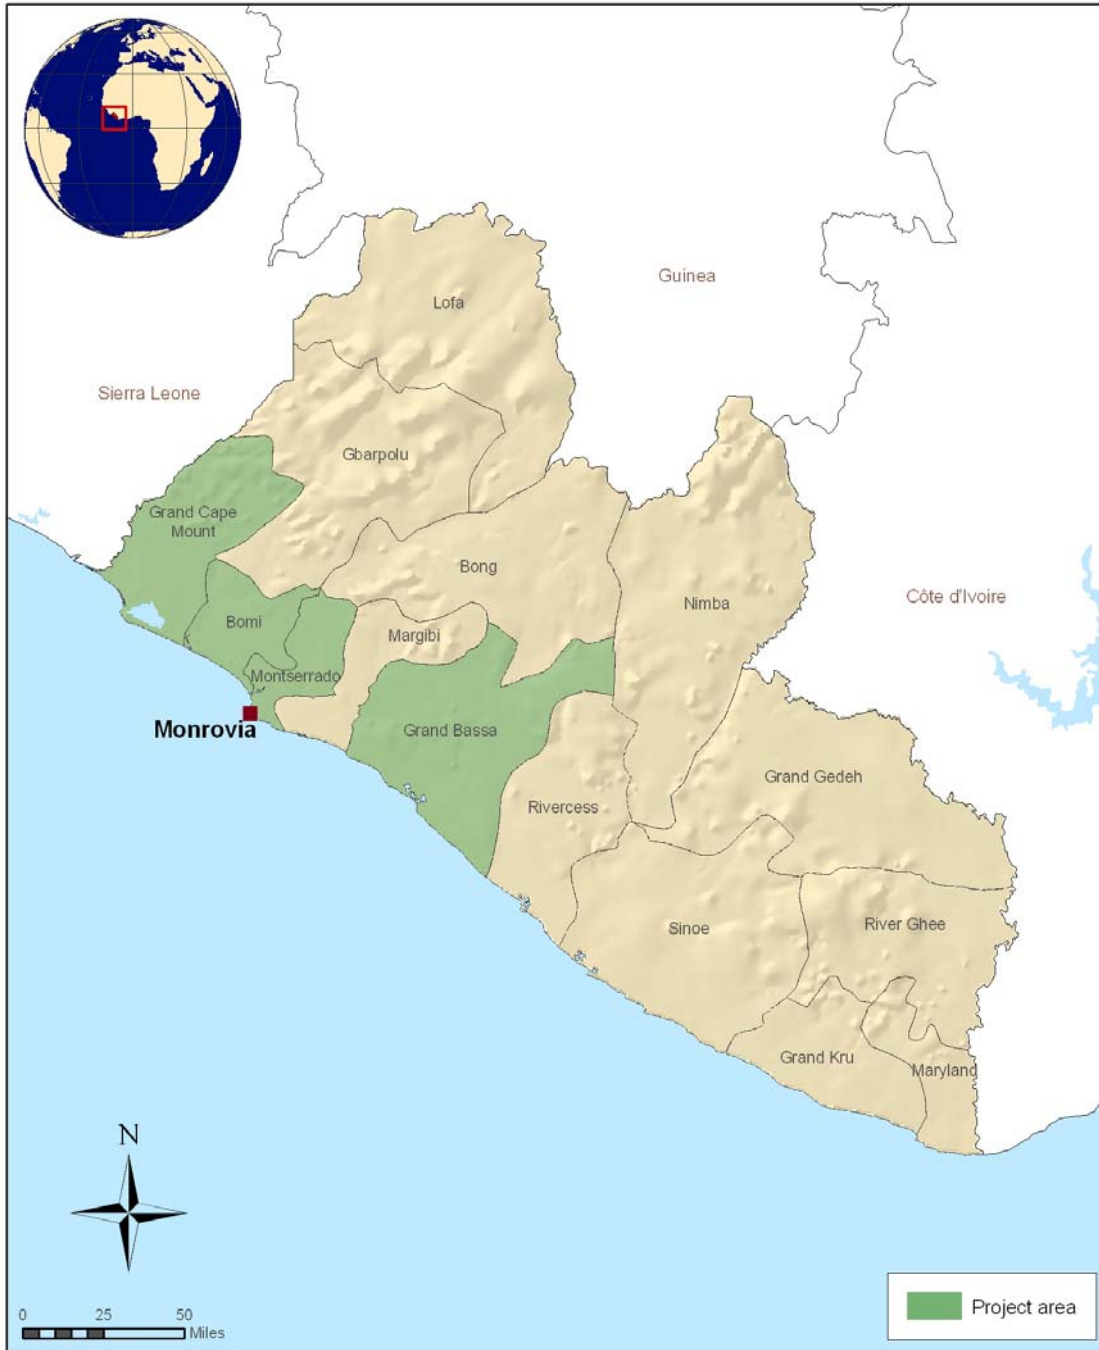 Guinea
Lofa
Sierra Leone
Gbarpolu
Grand Cape
Mount
Bong
Côte d'Ivoire
Nimba
Bomi
Margibi
Montserrado
Monrovia
Grand Bassa
Grand Gedeh
Rivercess
River Ghee
Sinoe
Grand Kru
Maryland
N
0 25 50
Miles
Project area